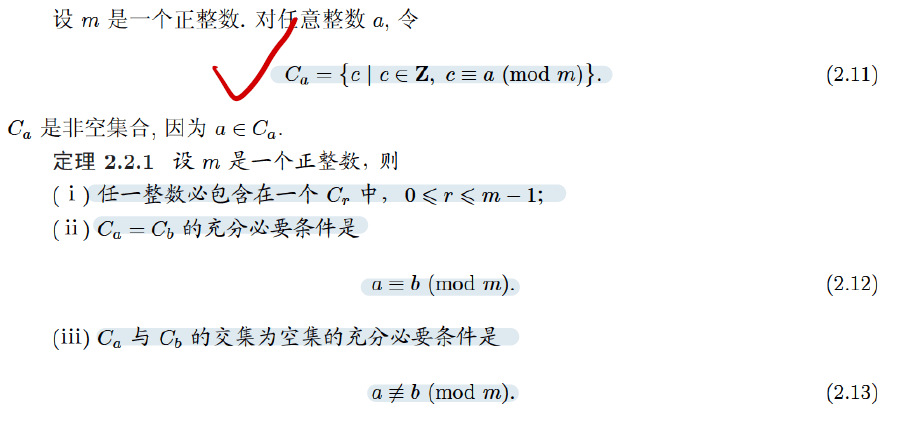 设 m 是一个正整数. 对任意整数 a, 令
C_a = {c | c ∈ Z, c ≡ a (mod m)}. (2.11)
C_a 是非空集合, 因为 a ∈ C_a.
定理 2.2.1 设 m 是一个正整数, 则
(ⅰ) 任一整数必包含在一个 C_r 中, 0 ⩽ r ⩽ m − 1;
(ⅱ) C_a = C_b 的充分必要条件是
a ≡ b (mod m). (2.12)
(ⅲ) C_a 与 C_b 的交集为空集的充分必要条件是
a ≢ b (mod m). (2.13)